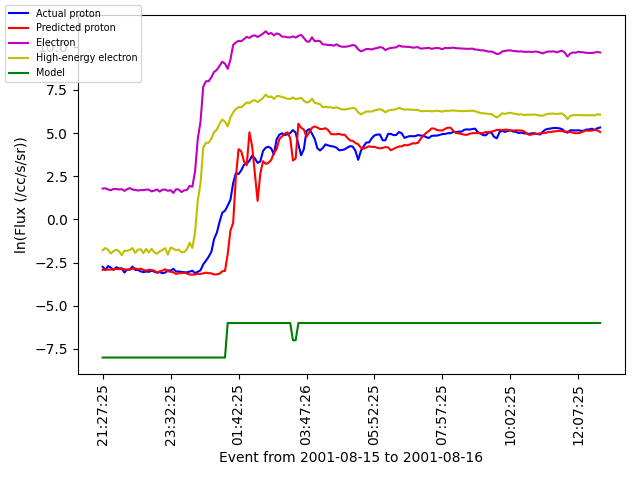 Actual proton
Predicted proton
Electron
High-energy electron
Model
10.0
7.5
5.0
2.5
0.0
−2.5
−5.0
−7.5
ln(Flux (/cc/s/sr))
21:27:25
23:32:25
01:42:25
03:47:26
05:52:25
07:57:25
10:02:25
12:07:25
Event from 2001-08-15 to 2001-08-16